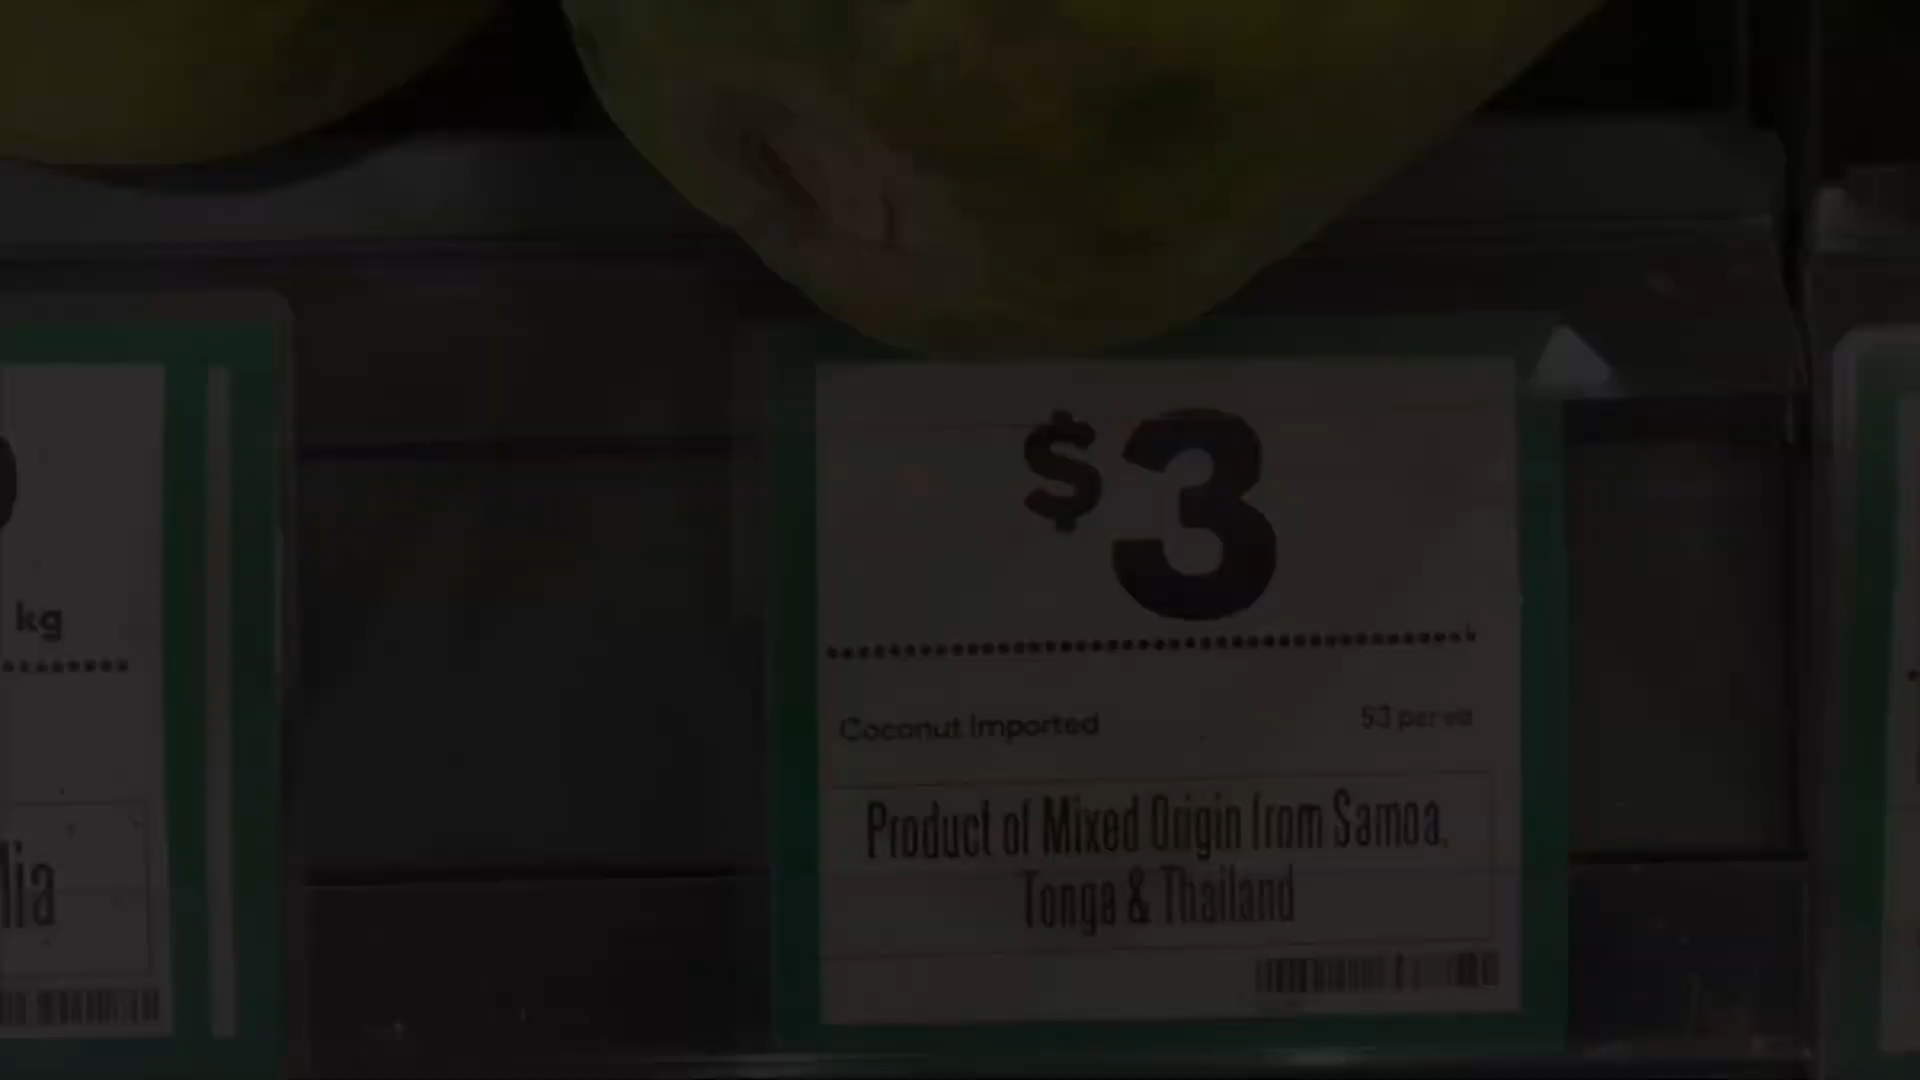 kg
lia
$3
Coconut Imported
$3 per ea
Product of Mixed Origin from Samoa,
Tonga & Thailand